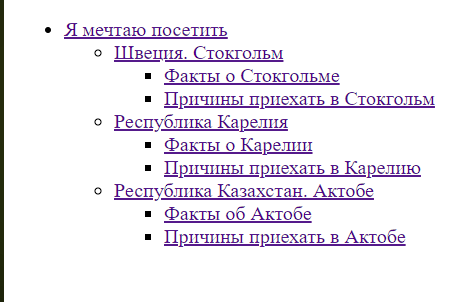 Я мечтаю посетить
Швеция. Стокгольм
Факты о Стокгольме
Причины приехать в Стокгольм
Республика Карелия
Факты о Карелии
Причины приехать в Карелию
Республика Казахстан. Актобе
Факты об Актобе
Причины приехать в Актобе